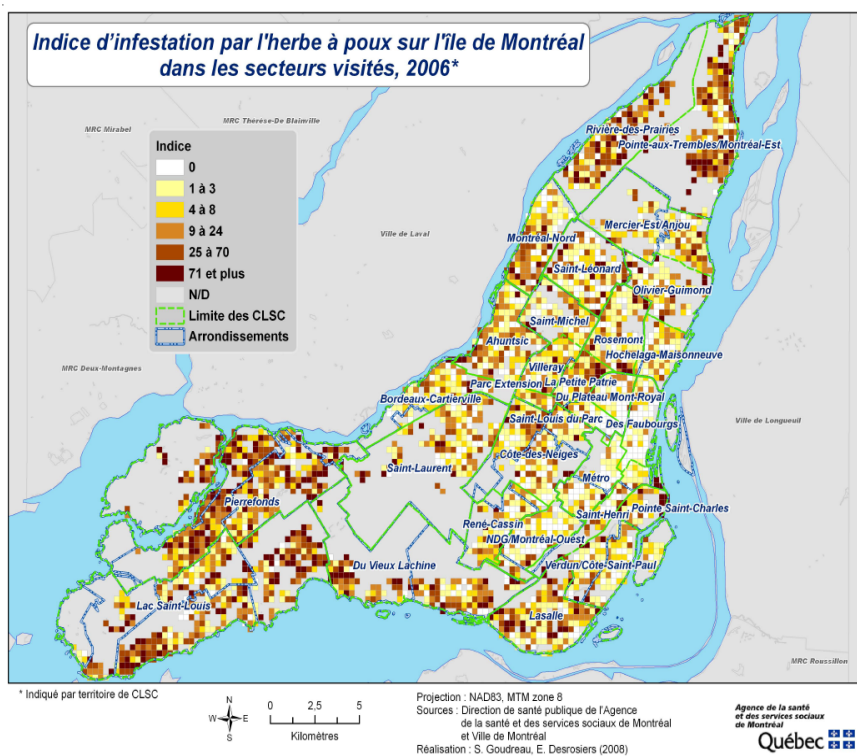 Indice d'infestation par l'herbe à poux sur l'île de Montréal
dans les secteurs visités, 2006*
MRC Mirabel
MRC Thérèse-De Blainville
Indice
0
1 à 3
4 à 8
9 à 24
25 à 70
71 et plus
N/D
Limite des CLSC
Arrondissements
Rivière-des-Prairies
Pointe-aux-Trembles/Montréal-Est
Ville de Laval
Mercier-Est/Anjou
Montréal-Nord
Saint-Léonard
Olivier-Guimond
Saint-Michel
Ahuntsic
Rosemont
Hochelaga-Maisonneuve
Villeray
MRC Deux-Montagnes
Parc Extension
La Petite Patrie
Bordeaux-Cartierville
Du Plateau Mont-Royal
Saint-Louis du Parc
Des Faubourgs
Ville de Longueuil
Côte-des-Neiges
Saint-Laurent
Métro
Pierrefonds
Pointe Saint-Charles
Saint-Henri
René-Cassin
NDG/Montréal-Ouest
Du Vieux Lachine
Verdun/Côte-Saint-Paul
Lac Saint-Louis
Lasalle
MRC Roussillon
* Indiqué par territoire de CLSC
N
W E
S
0 2,5 5
Kilomètres
Projection : NAD83, MTM zone 8
Sources : Direction de santé publique de l'Agence
de la santé et des services sociaux de Montréal
et Ville de Montréal
Réalisation : S. Goudreau, E. Desrosiers (2008)
Agence de la santé
et des services sociaux
de Montréal
Québec